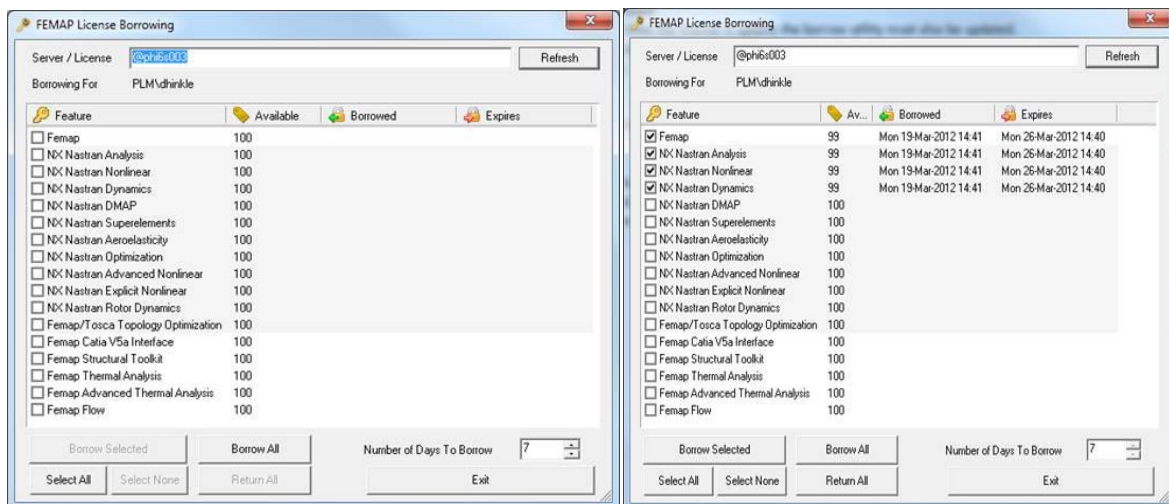 FEMAP License Borrowing
Server / License @phi6s003 Refresh
Borrowing For PLM\dhinkle
Feature Available Borrowed Expires
Femap 100
NX Nastran Analysis 100
NX Nastran Nonlinear 100
NX Nastran Dynamics 100
NX Nastran DMAP 100
NX Nastran Superelements 100
NX Nastran Aeroelasticity 100
NX Nastran Optimization 100
NX Nastran Advanced Nonlinear 100
NX Nastran Explicit Nonlinear 100
NX Nastran Rotor Dynamics 100
Femap/Tosca Topology Optimization 100
Femap Catia V5a Interface 100
Femap Structural Toolkit 100
Femap Thermal Analysis 100
Femap Advanced Thermal Analysis 100
Femap Flow 100
Borrow Selected Borrow All Number of Days To Borrow 7
Select All Select None Return All Exit
FEMAP License Borrowing
the borrow utility must also be updated.
Server / License @phi6s003 Refresh
Borrowing For PLM\dhinkle
Feature Av... Borrowed Expires
Femap 99 Mon 19-Mar-2012 14:41 Mon 26-Mar-2012 14:40
NX Nastran Analysis 99 Mon 19-Mar-2012 14:41 Mon 26-Mar-2012 14:40
NX Nastran Nonlinear 99 Mon 19-Mar-2012 14:41 Mon 26-Mar-2012 14:40
NX Nastran Dynamics 99 Mon 19-Mar-2012 14:41 Mon 26-Mar-2012 14:40
NX Nastran DMAP 100
NX Nastran Superelements 100
NX Nastran Aeroelasticity 100
NX Nastran Optimization 100
NX Nastran Advanced Nonlinear 100
NX Nastran Explicit Nonlinear 100
NX Nastran Rotor Dynamics 100
Femap/Tosca Topology Optimization 100
Femap Catia V5a Interface 100
Femap Structural Toolkit 100
Femap Thermal Analysis 100
Femap Advanced Thermal Analysis 100
Femap Flow 100
Borrow Selected Borrow All Number of Days To Borrow 7
Select All Select None Return All Exit